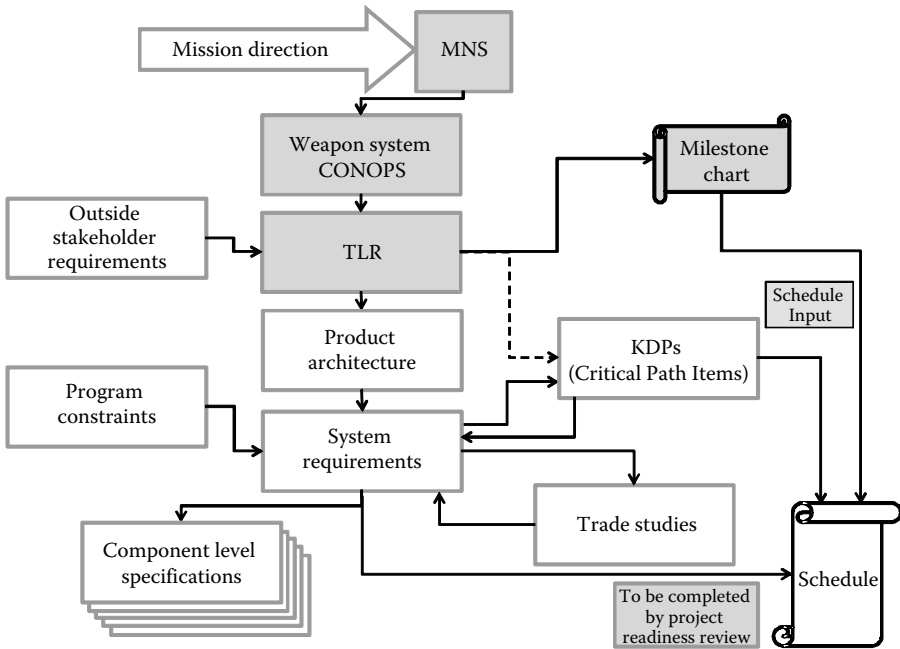 Mission direction
MNS
Weapon system
CONOPS
Milestone
chart
Outside
stakeholder
requirements
TLR
Schedule
Input
Product
architecture
KDPs
(Critical Path Items)
Program
constraints
System
requirements
Trade studies
Component level
specifications
Schedule
To be completed
by project
readiness review